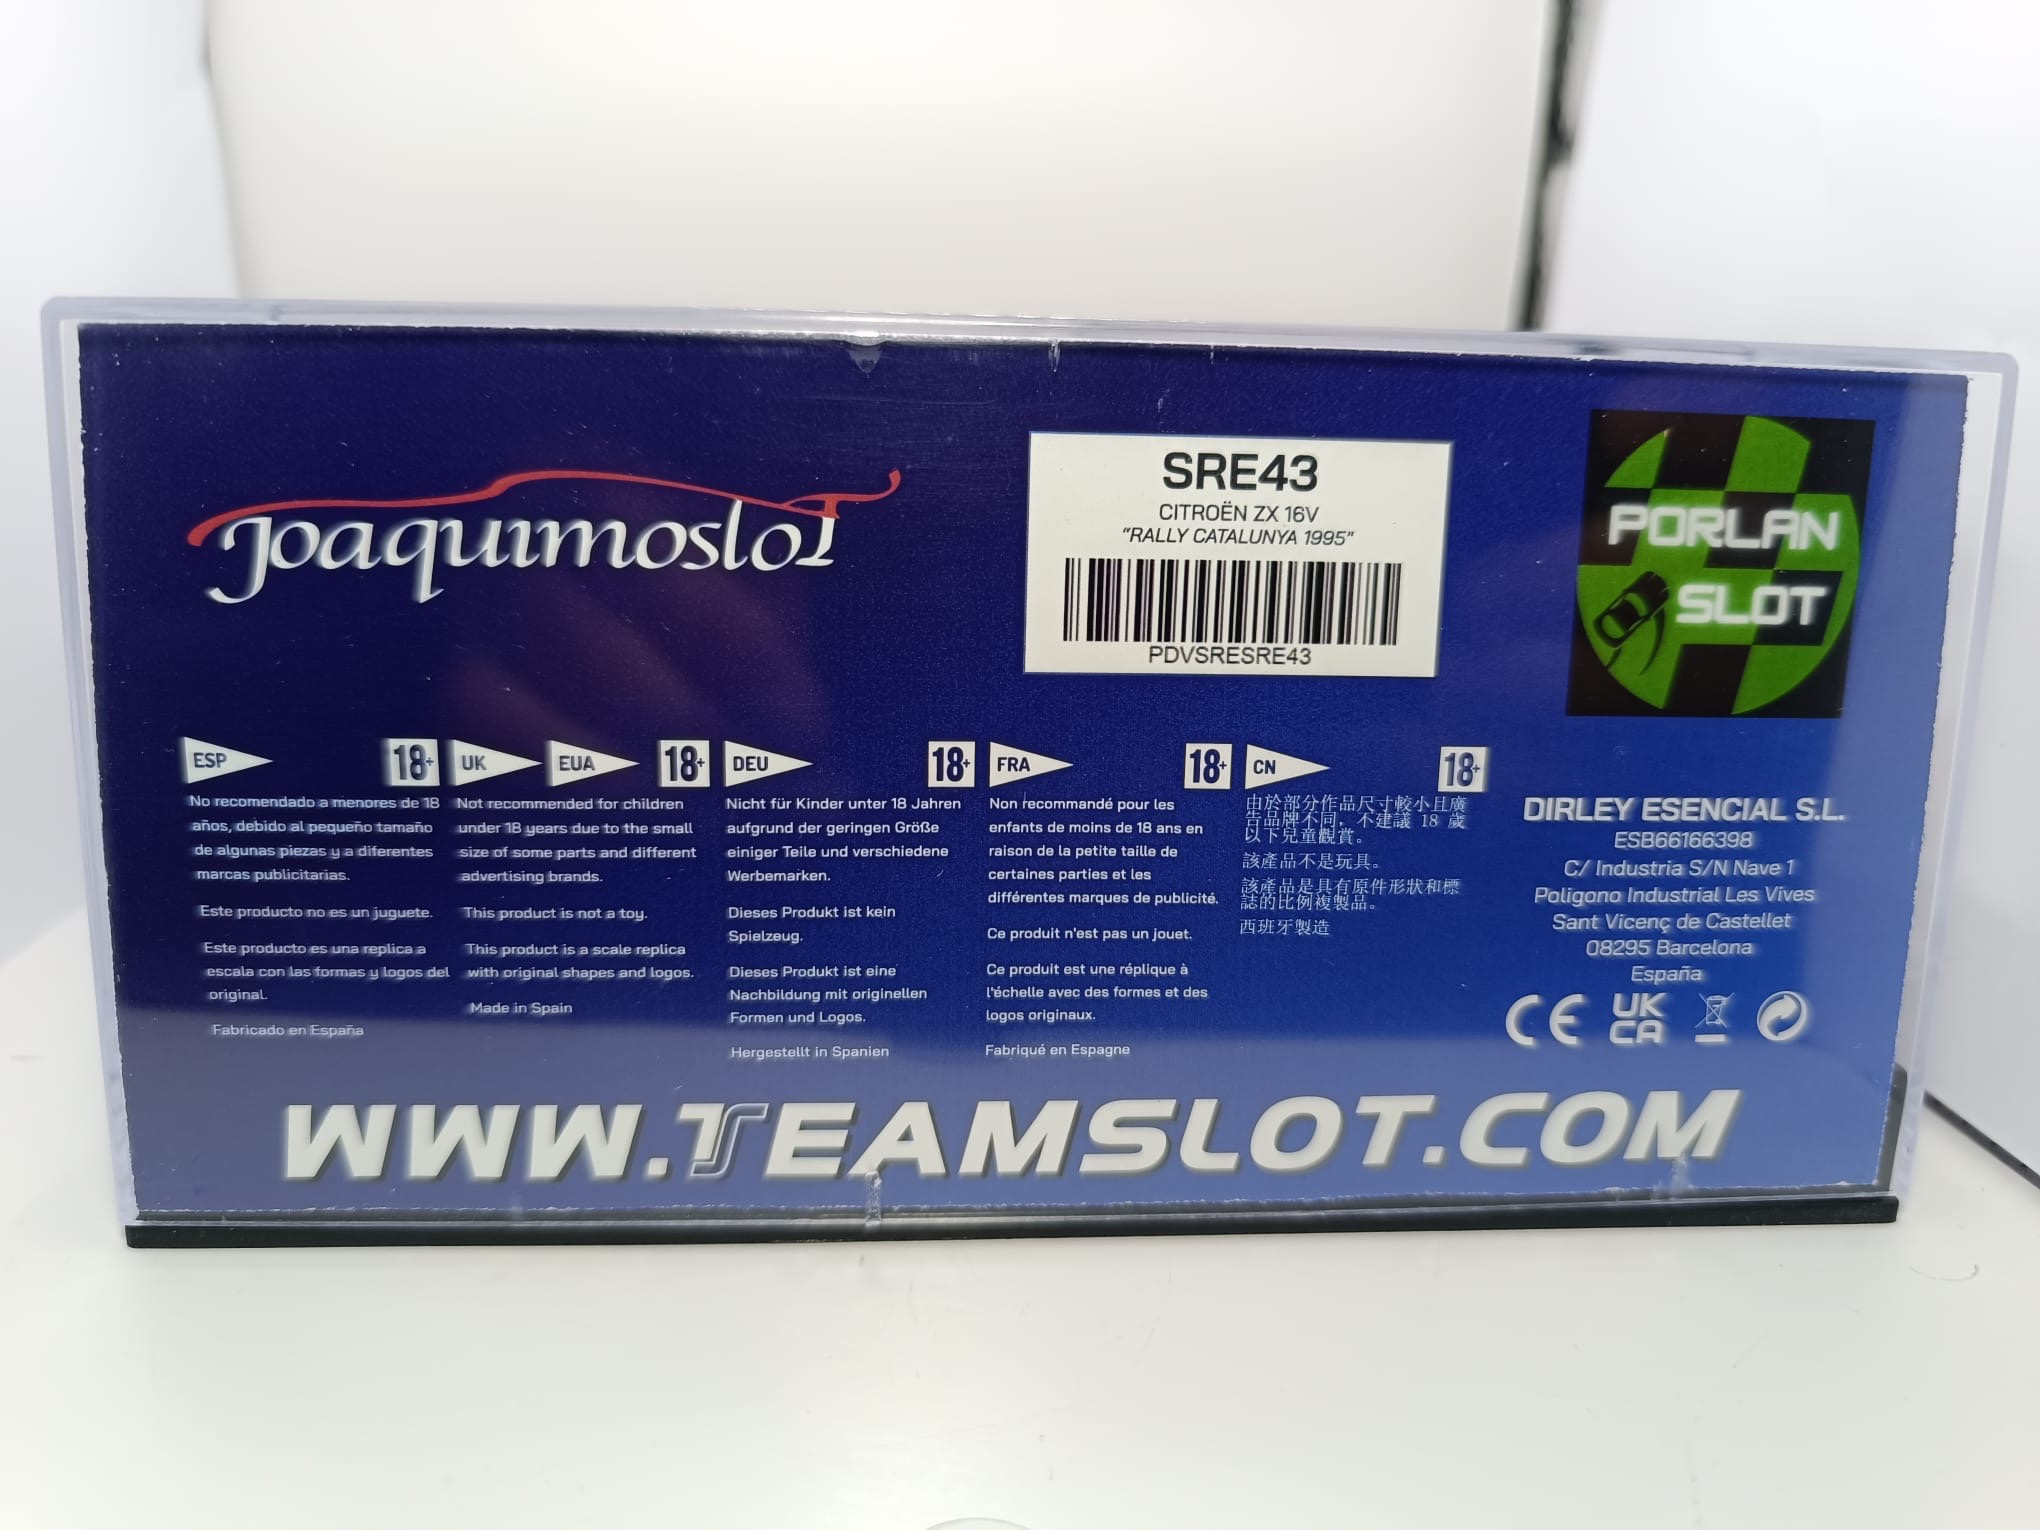 Joaquimoslot
SRE43
CITROËN ZX 16V
"RALLY CATALUNYA 1995"
PDVSRESRE43
PORLAN
SLOT
ESP 18+
No recomendado a menores de 18
años, debido al pequeño tamaño
de algunas piezas y a diferentes
marcas publicitarias.
Este producto no es un juguete.
Este producto es una replica a
escala con las formas y logos del
original.
Fabricado en España
UK EUA 18+
Not recommended for children
under 18 years due to the small
size of some parts and different
advertising brands.
This product is not a toy.
This product is a scale replica
with original shapes and logos.
Made in Spain
DEU 18+
Nicht für Kinder unter 18 Jahren
aufgrund der geringen Größe
einiger Teile und verschiedene
Werbemarken.
Dieses Produkt ist kein
Spielzeug.
Dieses Produkt ist eine
Nachbildung mit originellen
Formen und Logos.
Hergestellt in Spanien
FRA 18+
Non recommandé pour les
enfants de moins de 18 ans en
raison de la petite taille de
certaines parties et les
différentes marques de publicité.
Ce produit n'est pas un jouet.
Ce produit est une réplique à
l'échelle avec des formes et des
logos originaux.
Fabriqué en Espagne
CN 18+
由於部分作品尺寸較小且廣
告品牌不同，不建議 18 歲
以下兒童觀賞。
該產品不是玩具。
該產品是具有原件形狀和標
誌的比例複製品。
西班牙製造
DIRLEY ESENCIAL S.L.
ESB66166398
C/ Industria S/N Nave 1
Poligono Industrial Les Vives
Sant Vicenç de Castellet
08295 Barcelona
España
CE UK
CA
WWW.TEAMSLOT.COM